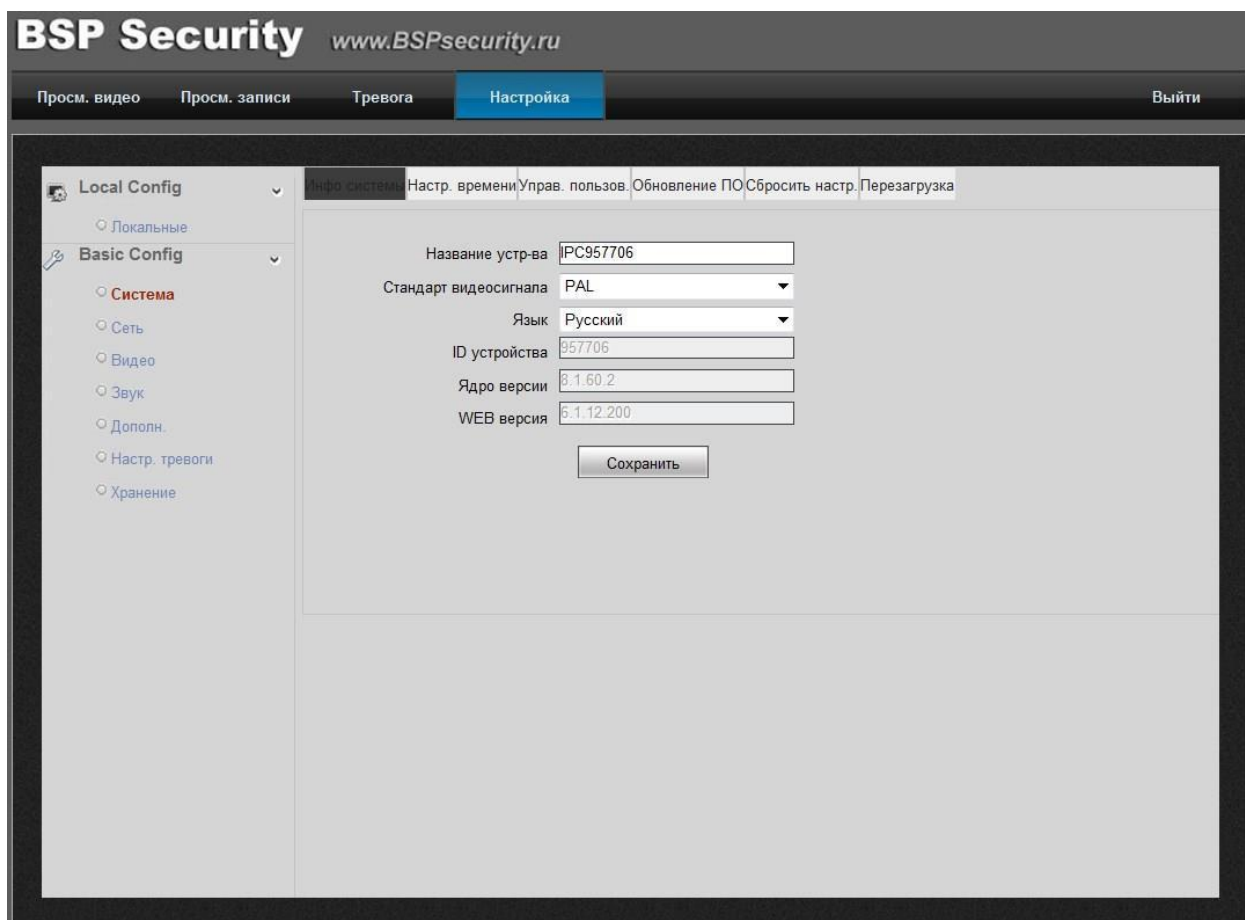 BSP Security www.BSPsecurity.ru
Просм. видео Просм. записи Тревога Настройка Выйти
Local Config
Локальные
Basic Config
Система
Сеть
Видео
Звук
Дополн.
Настр. тревоги
Хранение
Инфо системы Настр. времени Управ. пользов. Обновление ПО Сбросить настр. Перезагрузка
Название устр-ва IPC957706
Стандарт видеосигнала PAL
Язык Русский
ID устройства 957706
Ядро версии 8.1.60.2
WEB версия 6.1.12.200
Сохранить